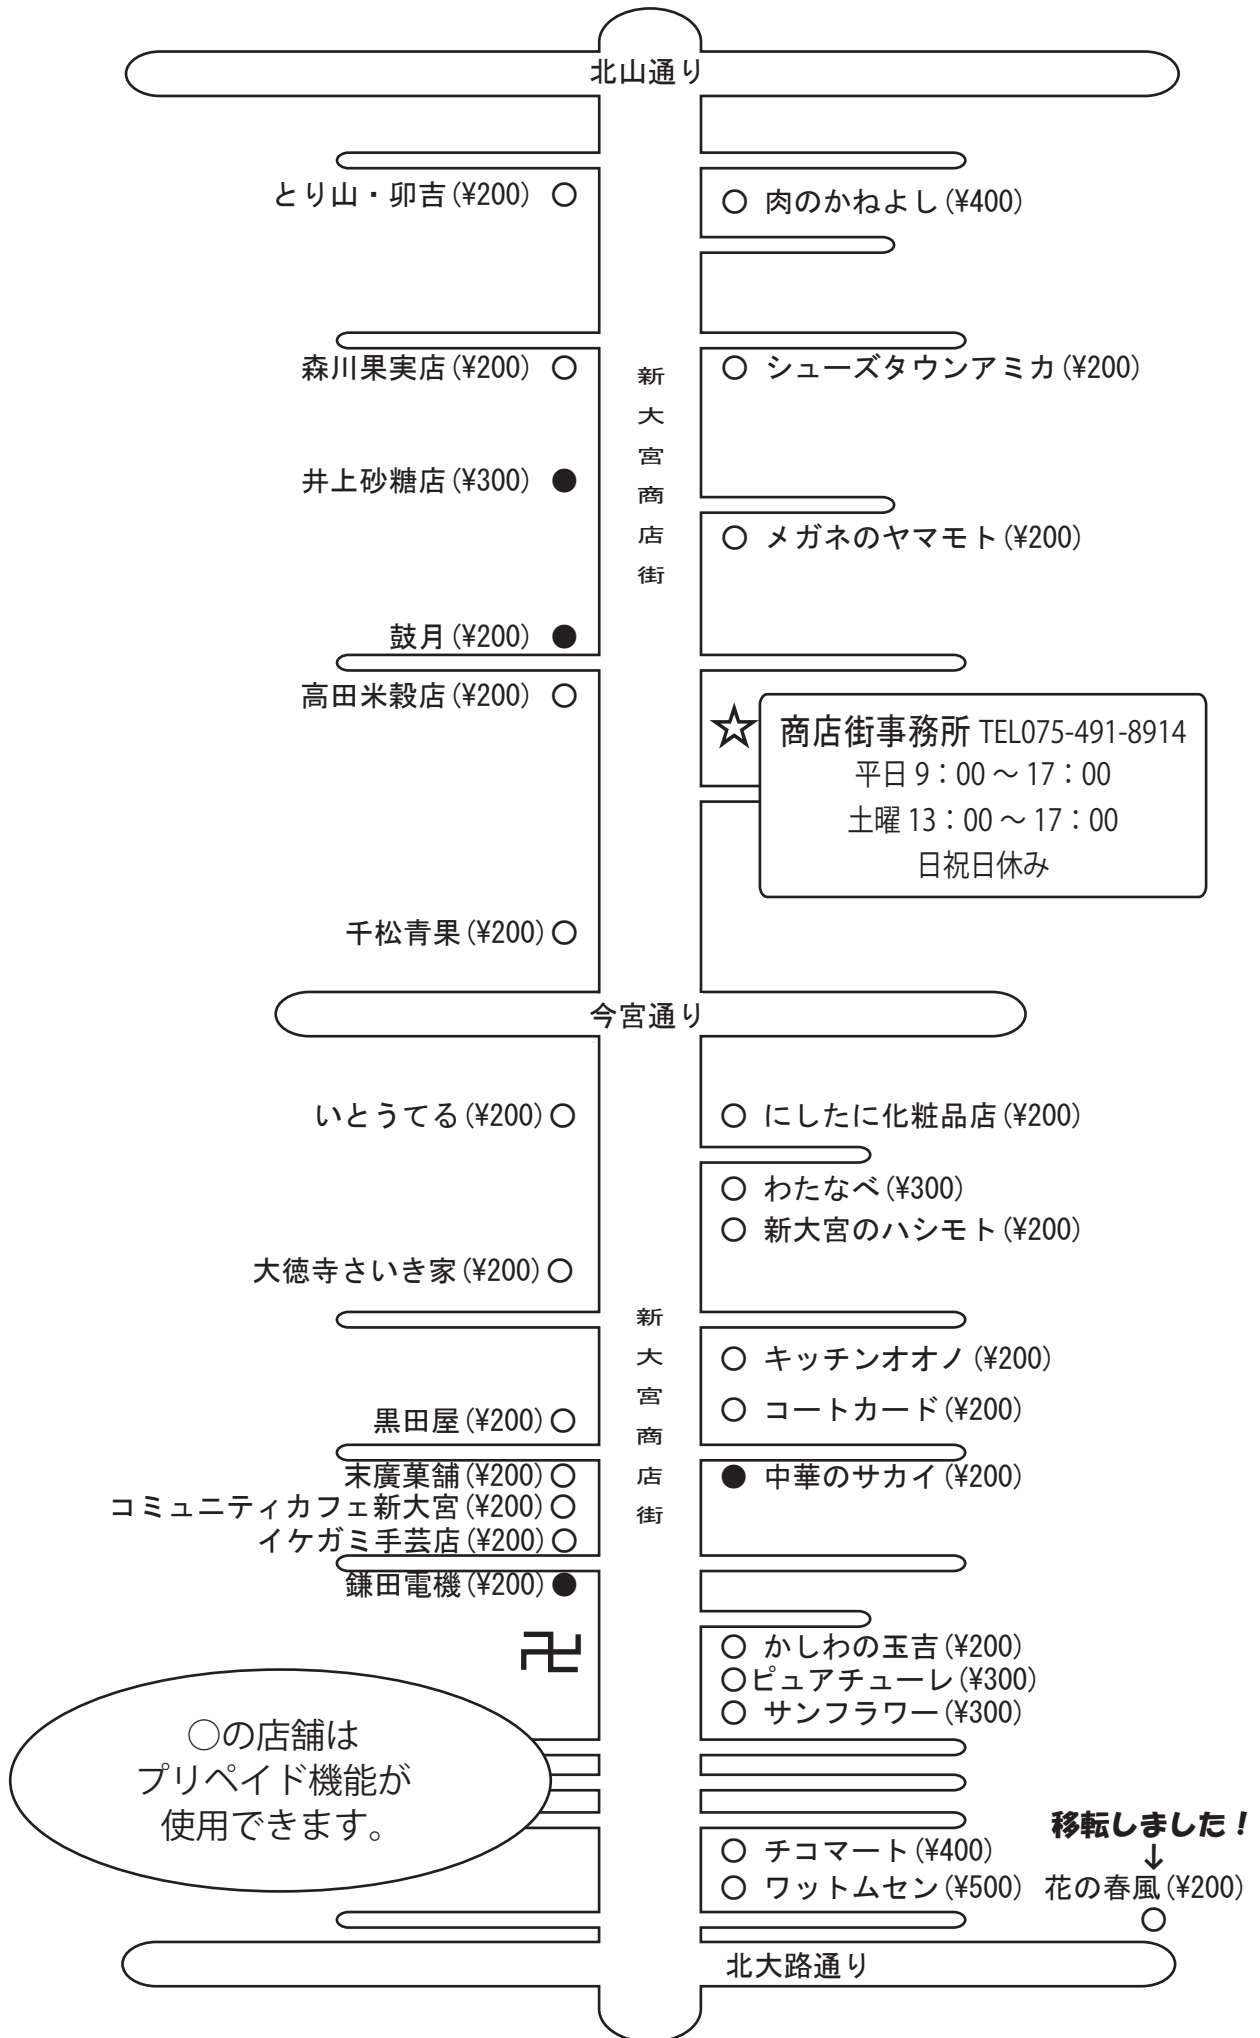 北山通り
とり山・卯吉(¥200) ○
○ 肉のかねよし(¥400)
森川果実店(¥200) ○
○ シューズタウンアミカ(¥200)
新大宮商店街
井上砂糖店(¥300) ●
○ メガネのヤマモト(¥200)
鼓月(¥200) ●
高田米穀店(¥200) ○
☆
商店街事務所 TEL075-491-8914
平日 9：00 ～ 17：00
土曜 13：00 ～ 17：00
日祝日休み
千松青果(¥200)○
今宮通り
いとうてる(¥200)○
○ にしたに化粧品店(¥200)
○ わたなべ(¥300)
○ 新大宮のハシモト(¥200)
大徳寺さいき家(¥200)○
新大宮商店街
○ キッチンオオノ(¥200)
○ コートカード(¥200)
黒田屋(¥200)○
末廣菓舗(¥200)○
● 中華のサカイ(¥200)
コミュニティカフェ新大宮(¥200)○
イケガミ手芸店(¥200)○
鎌田電機(¥200)●
卍
○ かしわの玉吉(¥200)
○ピュアチューレ(¥300)
○ サンフラワー(¥300)
○の店舗は
プリペイド機能が
使用できます。
移転しました！
↓
○ チコマート(¥400)
○ ワットムセン(¥500)
花の春風(¥200)
○
北大路通り